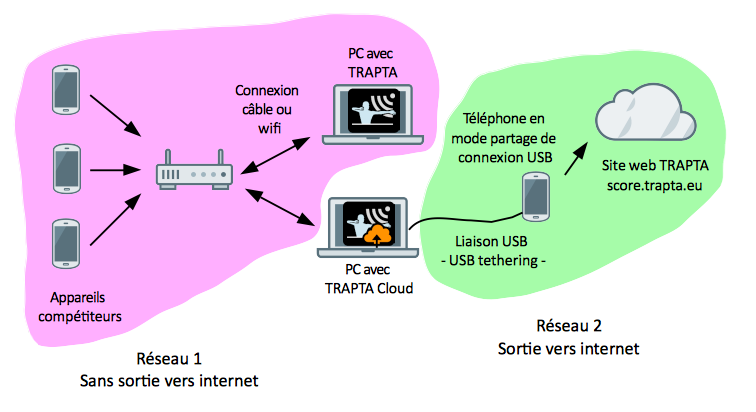 PC avec
TRAPTA
Connexion
câble ou
wifi
Téléphone en
mode partage de
connexion USB
Site web TRAPTA
score.trapta.eu
Liaison USB
- USB tethering -
PC avec
TRAPTA Cloud
Appareils
compétiteurs
Réseau 1
Sans sortie vers internet
Réseau 2
Sortie vers internet